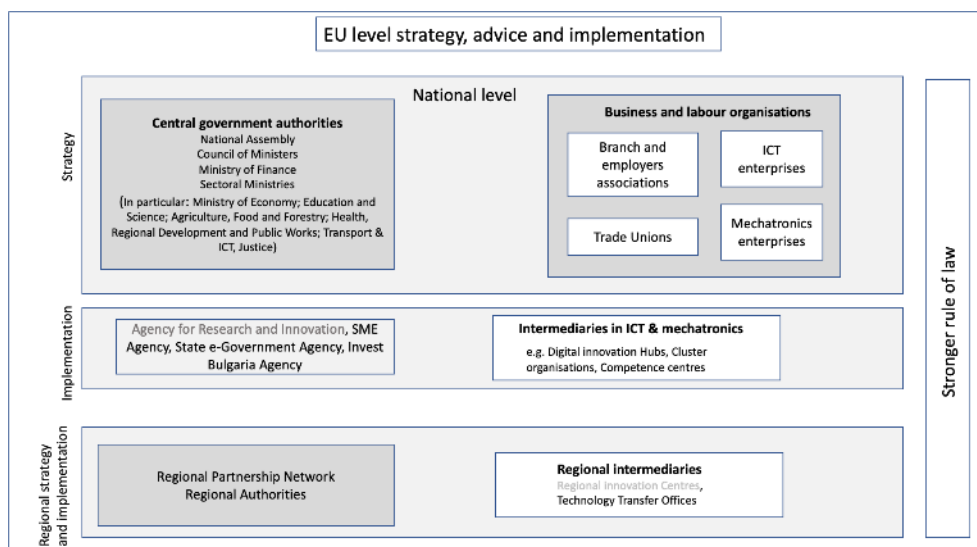 EU level strategy, advice and implementation
National level
Strategy
Central government authorities
National Assembly
Council of Ministers
Ministry of Finance
Sectoral Ministries
(In particular: Ministry of Economy; Education and
Science; Agriculture, Food and Forestry; Health,
Regional Development and Public Works; Transport &
ICT, Justice)
Business and labour organisations
Branch and
employers
associations
ICT
enterprises
Trade Unions
Mechatronics
enterprises
Implementation
Agency for Research and Innovation, SME
Agency, State e-Government Agency, Invest
Bulgaria Agency
Intermediaries in ICT & mechatronics
e.g. Digital innovation Hubs, Cluster
organisations, Competence centres
Regional strategy
and implementation
Regional Partnership Network
Regional Authorities
Regional intermediaries
Regional Innovation Centres,
Technology Transfer Offices
Stronger rule of law